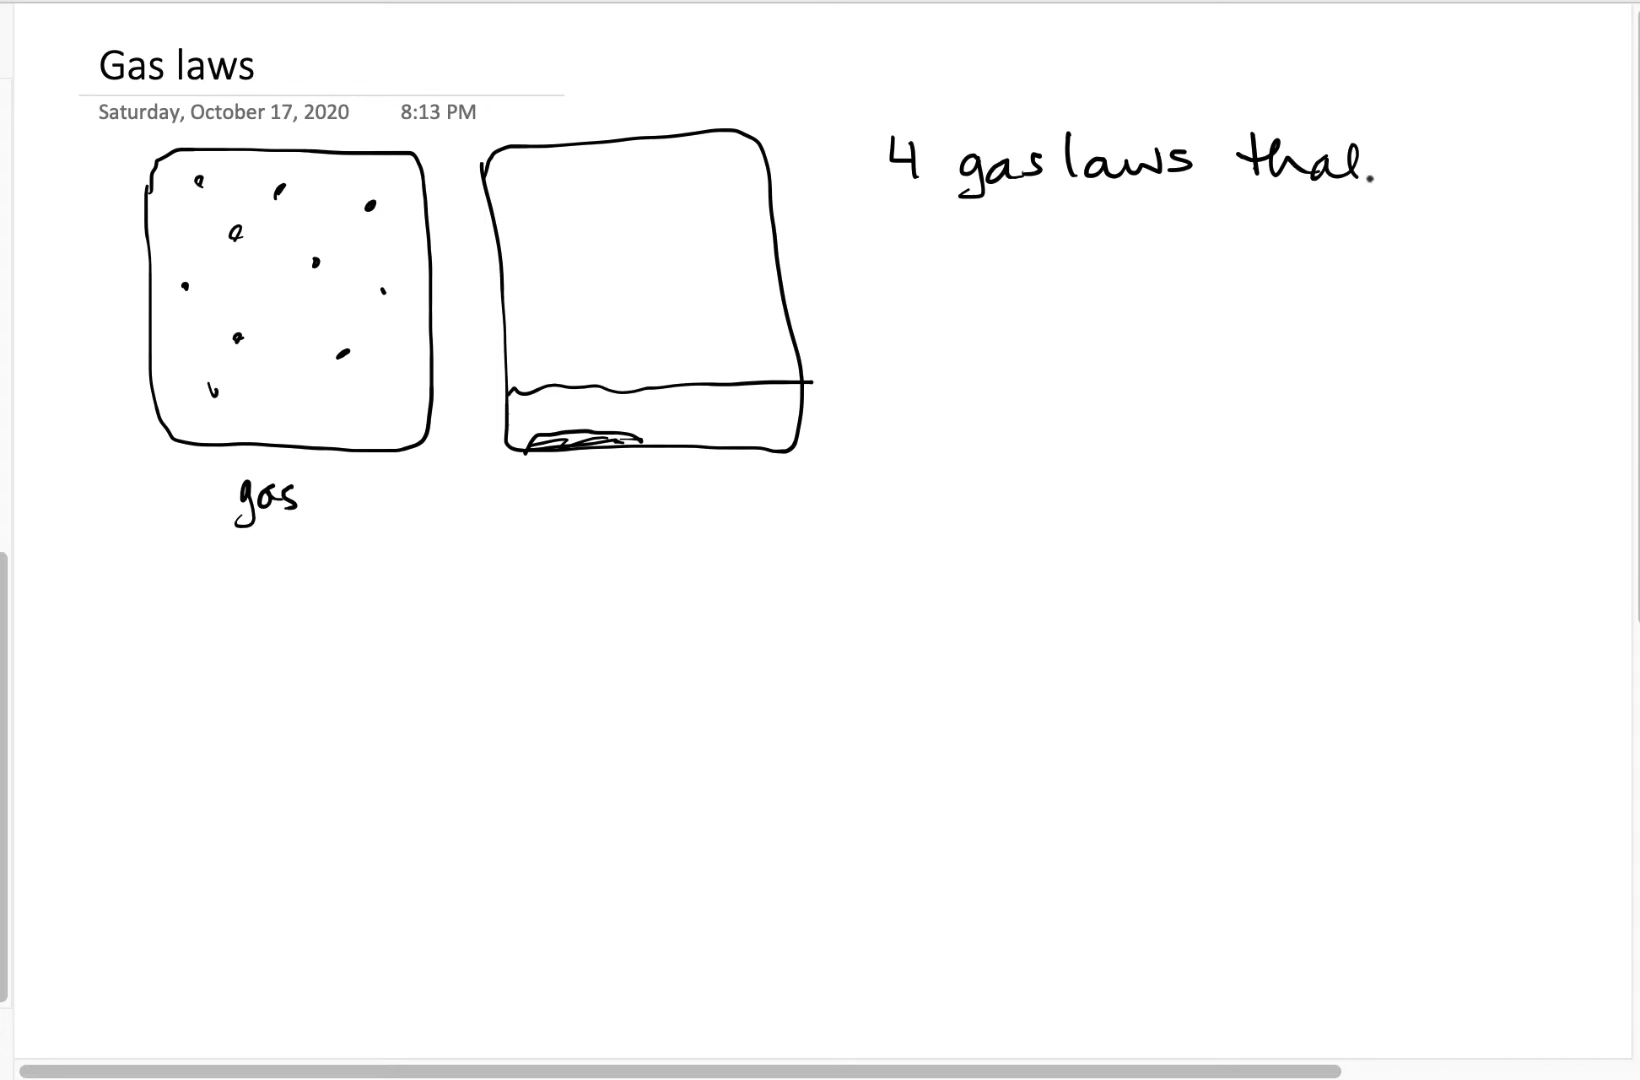 Gas laws
Saturday, October 17, 2020 8:13 PM
4 gas laws that
gas